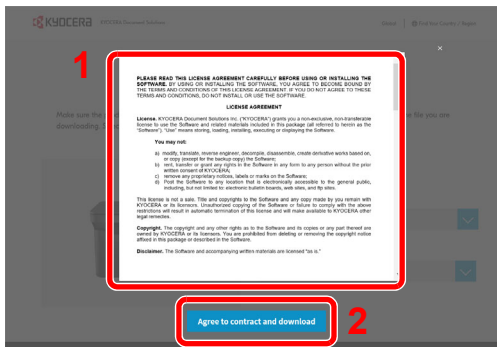 KYOCERA KYOCERA Document Solutions
Global Find Your Country / Region
1
PLEASE READ THIS LICENSE AGREEMENT CAREFULLY BEFORE USING OR INSTALLING THE
SOFTWARE. BY USING OR INSTALLING THE SOFTWARE, YOU AGREE TO BECOME BOUND BY
THE TERMS AND CONDITIONS OF THIS LICENSE AGREEMENT. IF YOU DO NOT AGREE TO THESE
TERMS AND CONDITIONS, DO NOT INSTALL OR USE THE SOFTWARE.
LICENSE AGREEMENT
License. KYOCERA Document Solutions Inc. ("KYOCERA") grants you a non-exclusive, non-transferable
license to use the Software and related materials included in this package (all referred to herein as the
"Software"). "Use" means storing, loading, installing, executing or displaying the Software.
You may not:
a) modify, translate, reverse engineer, decompile, disassemble, create derivative works based on,
or copy (except for the backup copy) the Software;
b) rent, transfer or grant any rights in the Software in any form to any person without the prior
written consent of KYOCERA;
c) remove any proprietary notices, labels or marks on the Software;
d) Post the Software to any location that is electronically accessible to the general public,
including, but not limited to: electronic bulletin boards, web sites, and ftp sites.
This license is not a sale. Title and copyrights to the Software and any copy made by you remain with
KYOCERA or its licensors. Unauthorized copying of the Software or failure to comply with the above
restrictions will result in automatic termination of this license and will make available to KYOCERA other
legal remedies.
Copyright. The copyright and any other rights as to the Software and its copies or any part thereof are
owned by KYOCERA or its licensors. You are prohibited from deleting or removing the copyright notice
affixed in this package or described in the Software.
Disclaimer. The Software and accompanying written materials are licensed "as is."
Make sure the
file you are
downloading.
Agree to contract and download
2